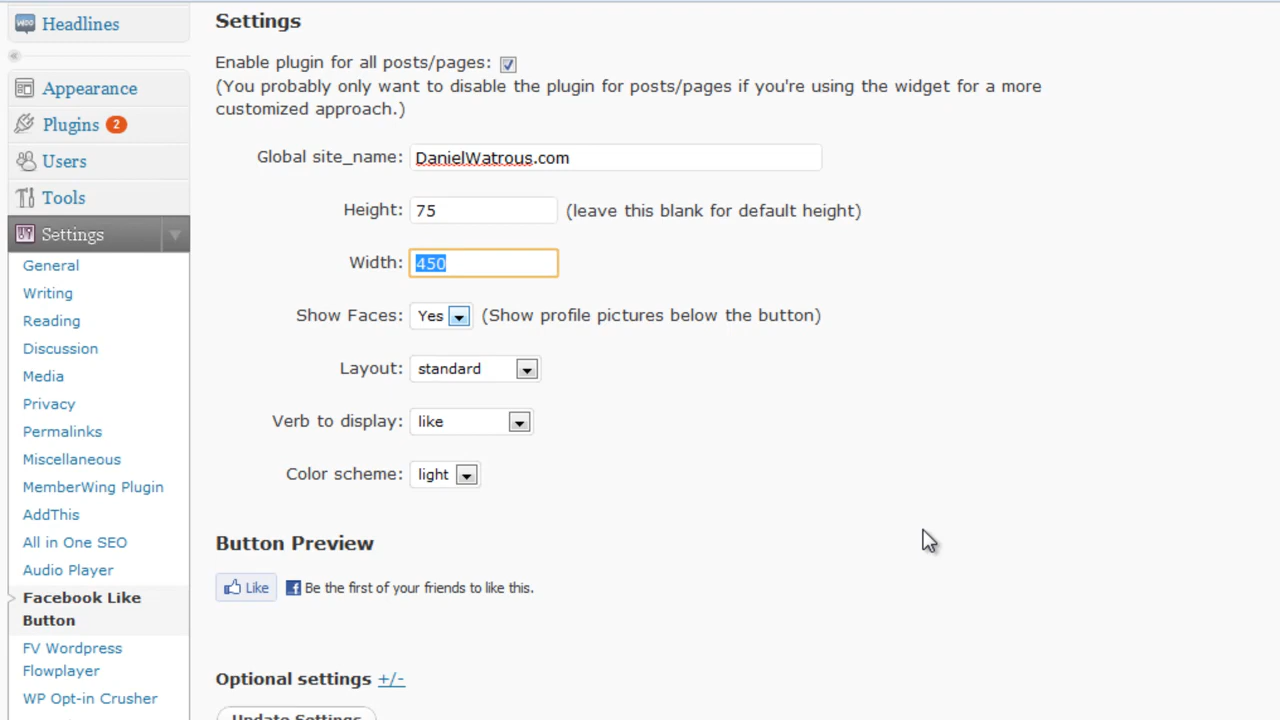 Headlines
Appearance
Plugins 2
Users
Tools
Settings
General
Writing
Reading
Discussion
Media
Privacy
Permalinks
Miscellaneous
MemberWing Plugin
AddThis
All in One SEO
Audio Player
Facebook Like
Button
FV Wordpress
Flowplayer
WP Opt-in Crusher
Settings
Enable plugin for all posts/pages:
(You probably only want to disable the plugin for posts/pages if you're using the widget for a more
customized approach.)
Global site_name: DanielWatrous.com
Height: 75 (leave this blank for default height)
Width: 450
Show Faces: Yes (Show profile pictures below the button)
Layout: standard
Verb to display: like
Color scheme: light
Button Preview
Like Be the first of your friends to like this.
Optional settings +/-
Update Settings